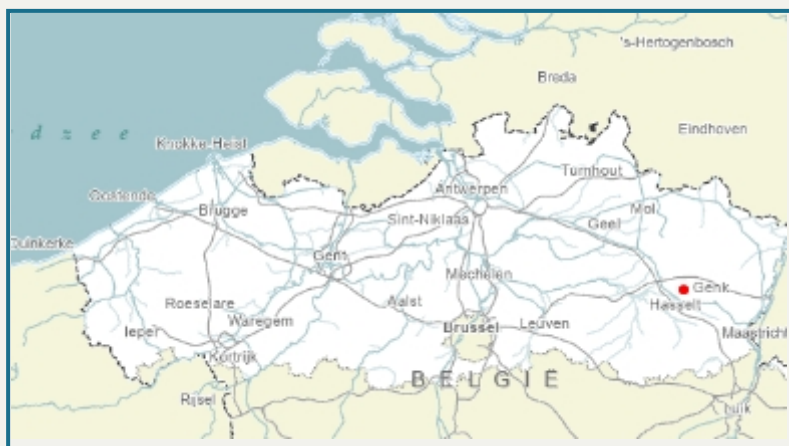 's-Hertogenbosch
Breda
Eindhoven
d z e e
Knokke-Heist
Turnhout
Oostende
Antwerpen
Mol
Brugge
Sint-Niklaas
Geel
Duinkerke
Gent
Mechelen
Genk
Roeselare
Aalst
Hasselt
Ieper
Waregem
Brussel
Leuven
Maastricht
Kortrijk
BELGIË
Rijsel
Luik